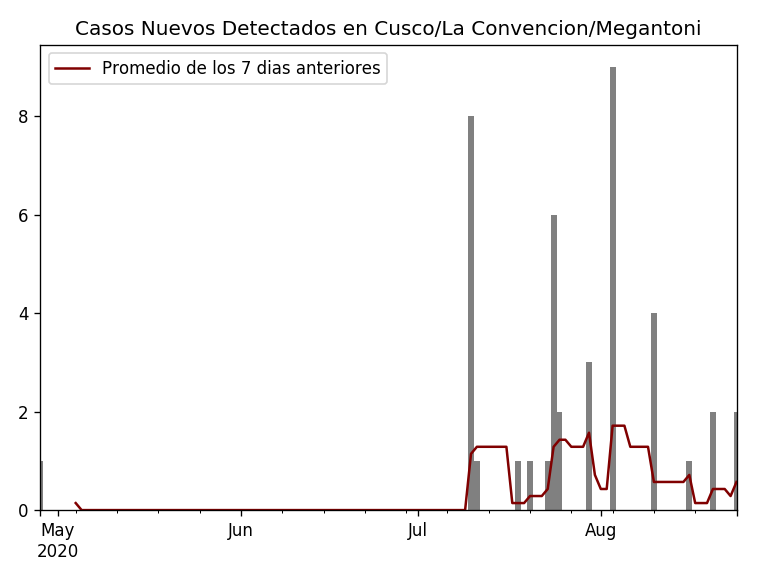 Casos Nuevos Detectados en Cusco/La Convencion/Megantoni
Promedio de los 7 dias anteriores
8
6
4
2
0
May
2020
Jun
Jul
Aug